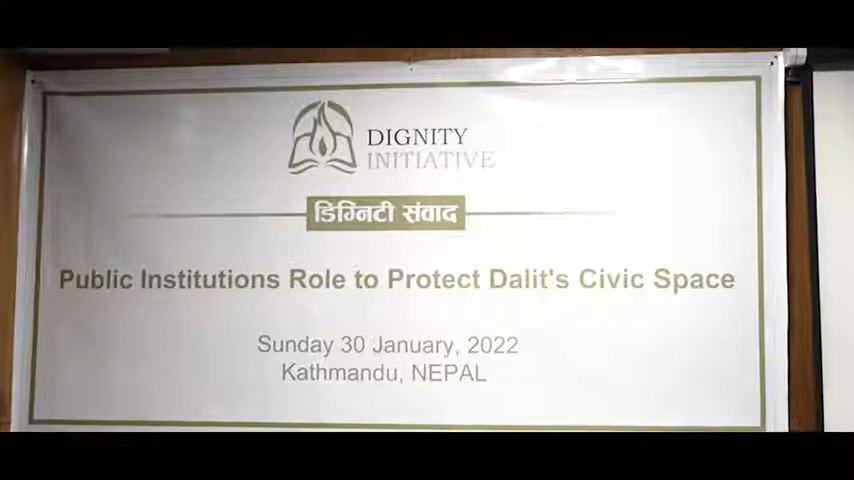 DIGNITY
INITIATIVE
डिग्निटी संवाद
Public Institutions Role to Protect Dalit's Civic Space
Sunday 30 January, 2022
Kathmandu, NEPAL